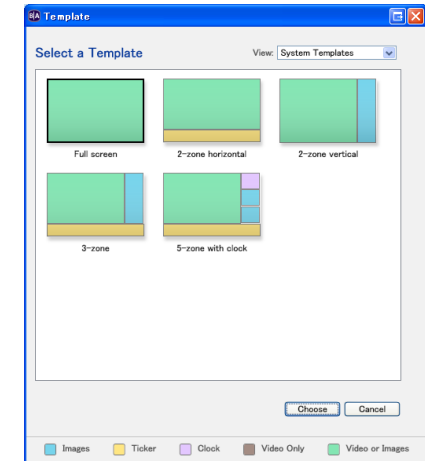 B|A Template
Select a Template
View: System Templates
Full screen
2-zone horizontal
2-zone vertical
3-zone
5-zone with clock
Choose Cancel
Images Ticker Clock Video Only Video or Images